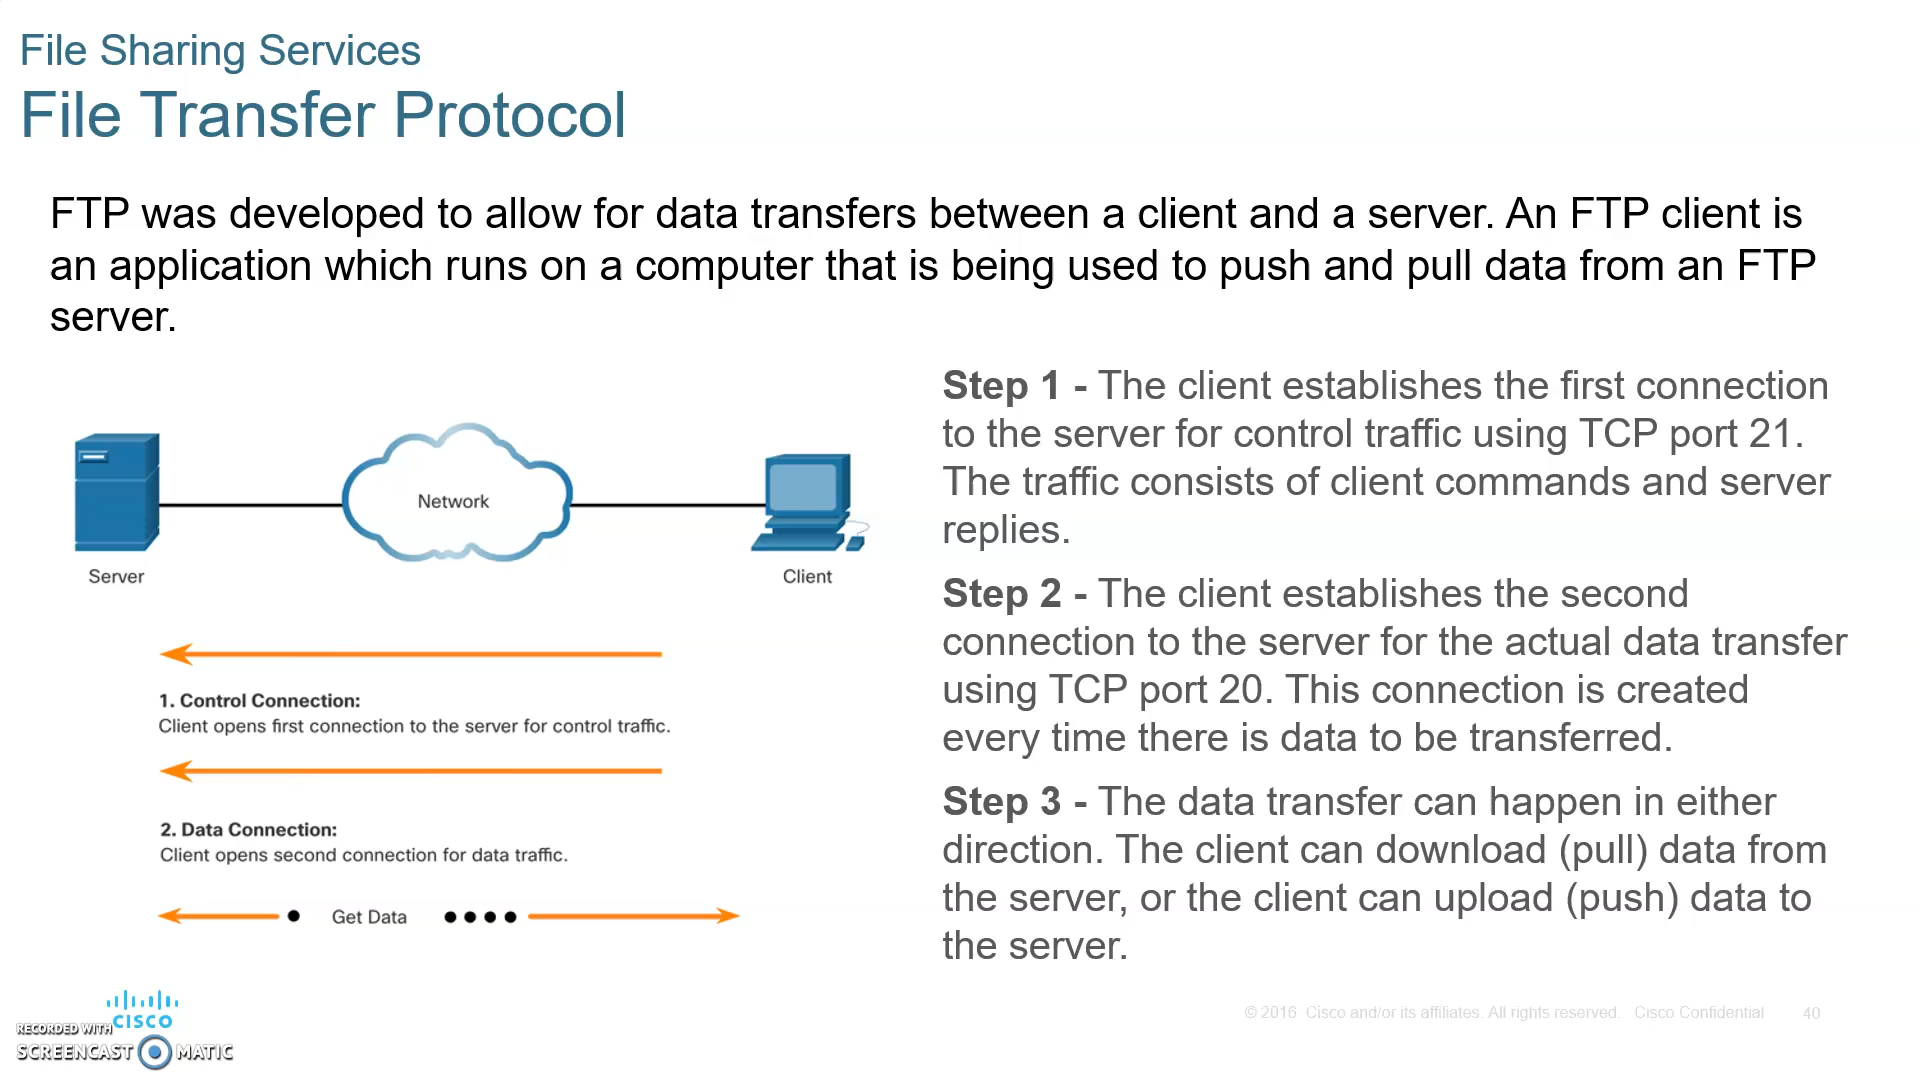 File Sharing Services
File Transfer Protocol
FTP was developed to allow for data transfers between a client and a server. An FTP client is
an application which runs on a computer that is being used to push and pull data from an FTP
server.
Network
Server
Client
1. Control Connection:
Client opens first connection to the server for control traffic.
2. Data Connection:
Client opens second connection for data traffic.
Get Data
Step 1 - The client establishes the first connection
to the server for control traffic using TCP port 21.
The traffic consists of client commands and server
replies.
Step 2 - The client establishes the second
connection to the server for the actual data transfer
using TCP port 20. This connection is created
every time there is data to be transferred.
Step 3 - The data transfer can happen in either
direction. The client can download (pull) data from
the server, or the client can upload (push) data to
the server.
CISCO
RECORDED WITH
SCREENCAST MATIC
© 2016 Cisco and/or its affiliates. All rights reserved. Cisco Confidential 40